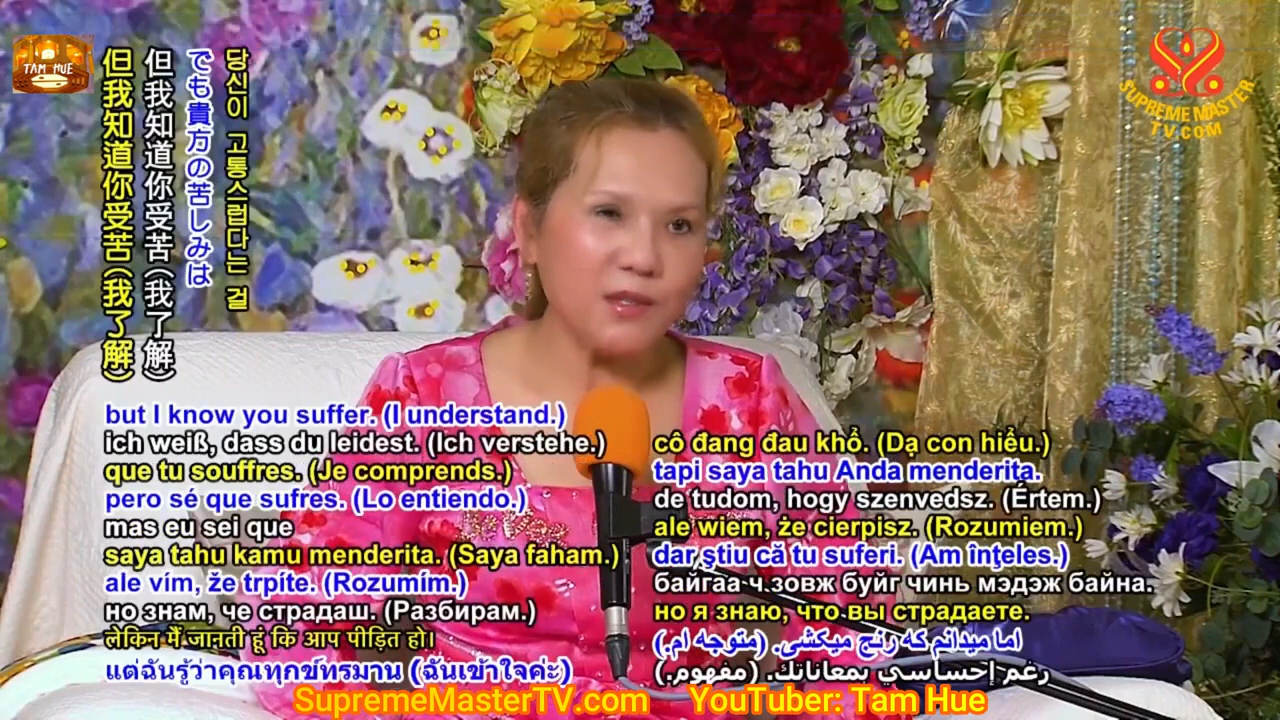 TAM HUE
SUPREME MASTER
TV.COM
但我知道你受苦(我了解)
但我知道你受苦(我了解)
でも貴方の苦しみは
당신이 고통스럽다는 걸
but I know you suffer. (I understand.)
ich weiß, dass du leidest. (Ich verstehe.)
que tu souffres. (Je comprends.)
pero sé que sufres. (Lo entiendo.)
mas eu sei que
saya tahu kamu menderita. (Saya faham.)
ale vím, že trpíte. (Rozumím.)
но знам, че страдаш. (Разбирам.)
लेकिन मैं जानती हूं कि आप पीड़ित हो।
แต่ฉันรู้ว่าคุณทุกข์ทรมาน (ฉันเข้าใจค่ะ)
cô đang đau khổ. (Dạ con hiểu.)
tapi saya tahu Anda menderita.
de tudom, hogy szenvedsz. (Értem.)
ale wiem, że cierpisz. (Rozumiem.)
dar ştiu că tu suferi. (Am înţeles.)
байгаа ч.зовж буйг чинь мэдэж байна.
но я знаю, что вы страдаете.
اما میدانم که رنج میکشی. (متوجه ام.)
رغم إحساسي بمعاناتك. (مفهوم.)
SupremeMasterTV.com YouTuber: Tam Hue